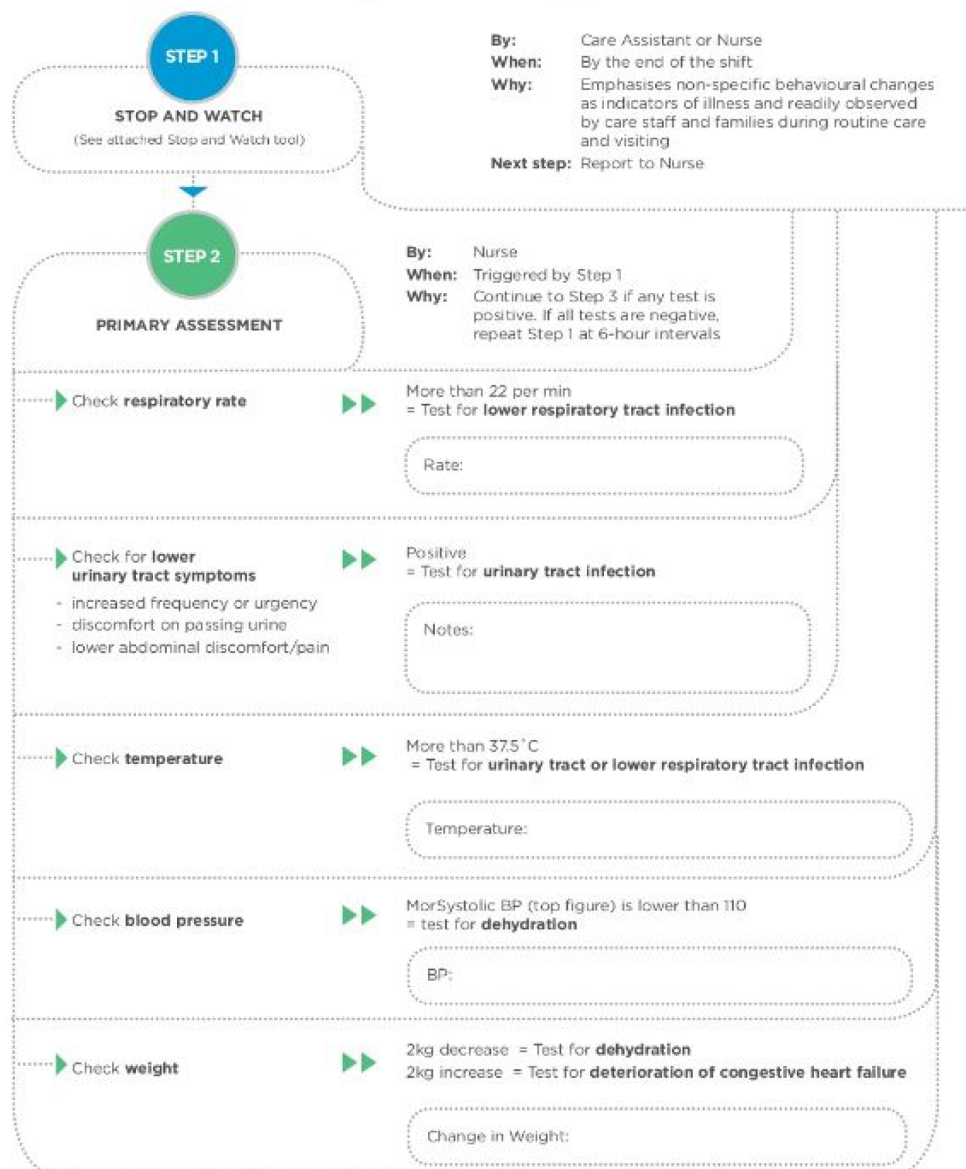 STEP 1
STOP AND WATCH
(See attached Stop and Watch tool)
By: Care Assistant or Nurse
When: By the end of the shift
Why: Emphasises non-specific behavioural changes
as indicators of illness and readily observed
by care staff and families during routine care
and visiting
Next step: Report to Nurse
STEP 2
PRIMARY ASSESSMENT
By: Nurse
When: Triggered by Step 1
Why: Continue to Step 3 if any test is
positive. If all tests are negative,
repeat Step 1 at 6-hour intervals
Check respiratory rate
More than 22 per min
= Test for lower respiratory tract infection
Rate:
Check for lower
urinary tract symptoms
- increased frequency or urgency
- discomfort on passing urine
- lower abdominal discomfort/pain
Positive
= Test for urinary tract infection
Notes:
Check temperature
More than 37.5°C
= Test for urinary tract or lower respiratory tract infection
Temperature:
Check blood pressure
MorSystolic BP (top figure) is lower than 110
= test for dehydration
BP:
Check weight
2kg decrease = Test for dehydration
2kg increase = Test for deterioration of congestive heart failure
Change in Weight: